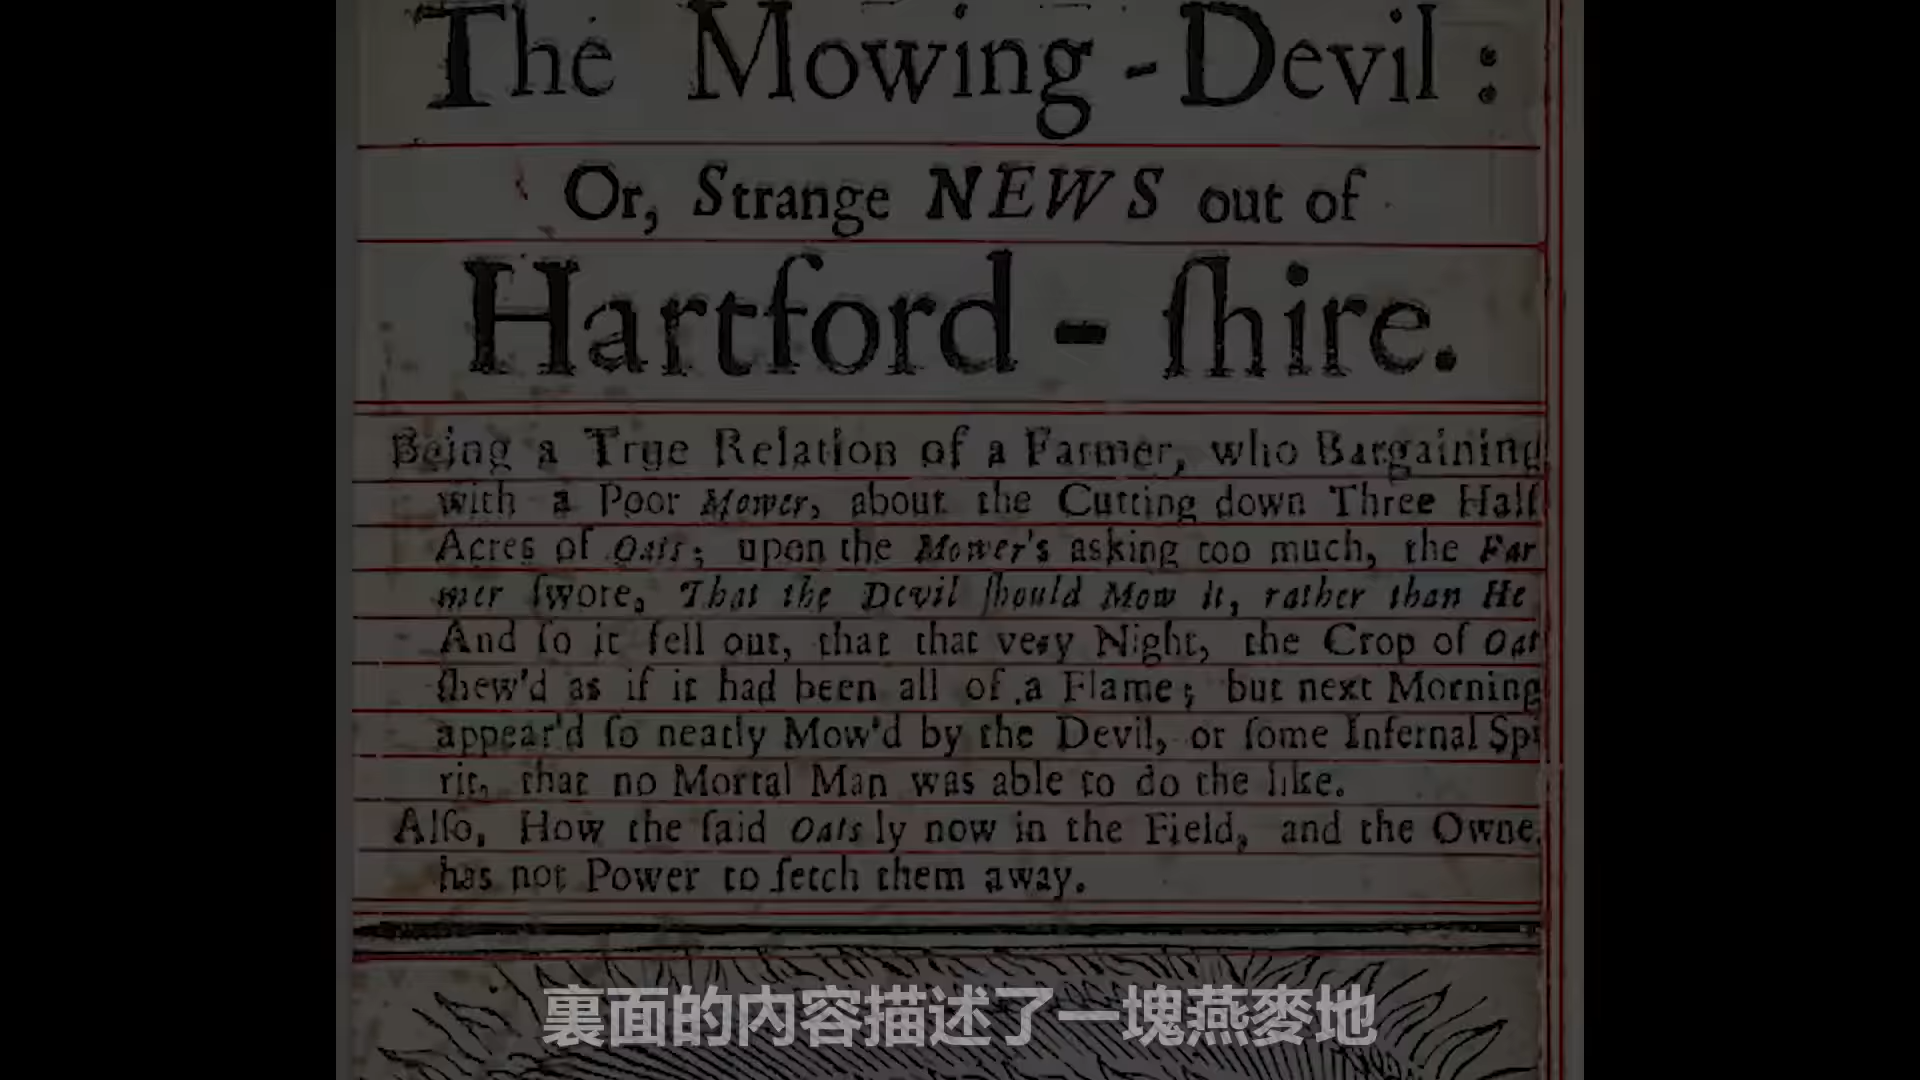 The Mowing-Devil:
Or, Strange NEWS out of
Hartford-ſhire.
Being a True Relation of a Farmer, who Bargaining
with a Poor Mower, about the Cutting down Three Half
Acres of Oats; upon the Mower's asking too much, the Far
mer ſwore, That the Devil ſhould Mow it, rather than He
And ſo it fell out, that that very Night, the Crop of Oat
ſhew'd as if it had been all of a Flame; but next Morning
appear'd ſo neatly Mow'd by the Devil, or ſome Infernal Spi
rit, that no Mortal Man was able to do the like.
Alſo, How the ſaid Oats ly now in the Field, and the Owne
has not Power to fetch them away.
裏面的內容描述了一塊燕麥地